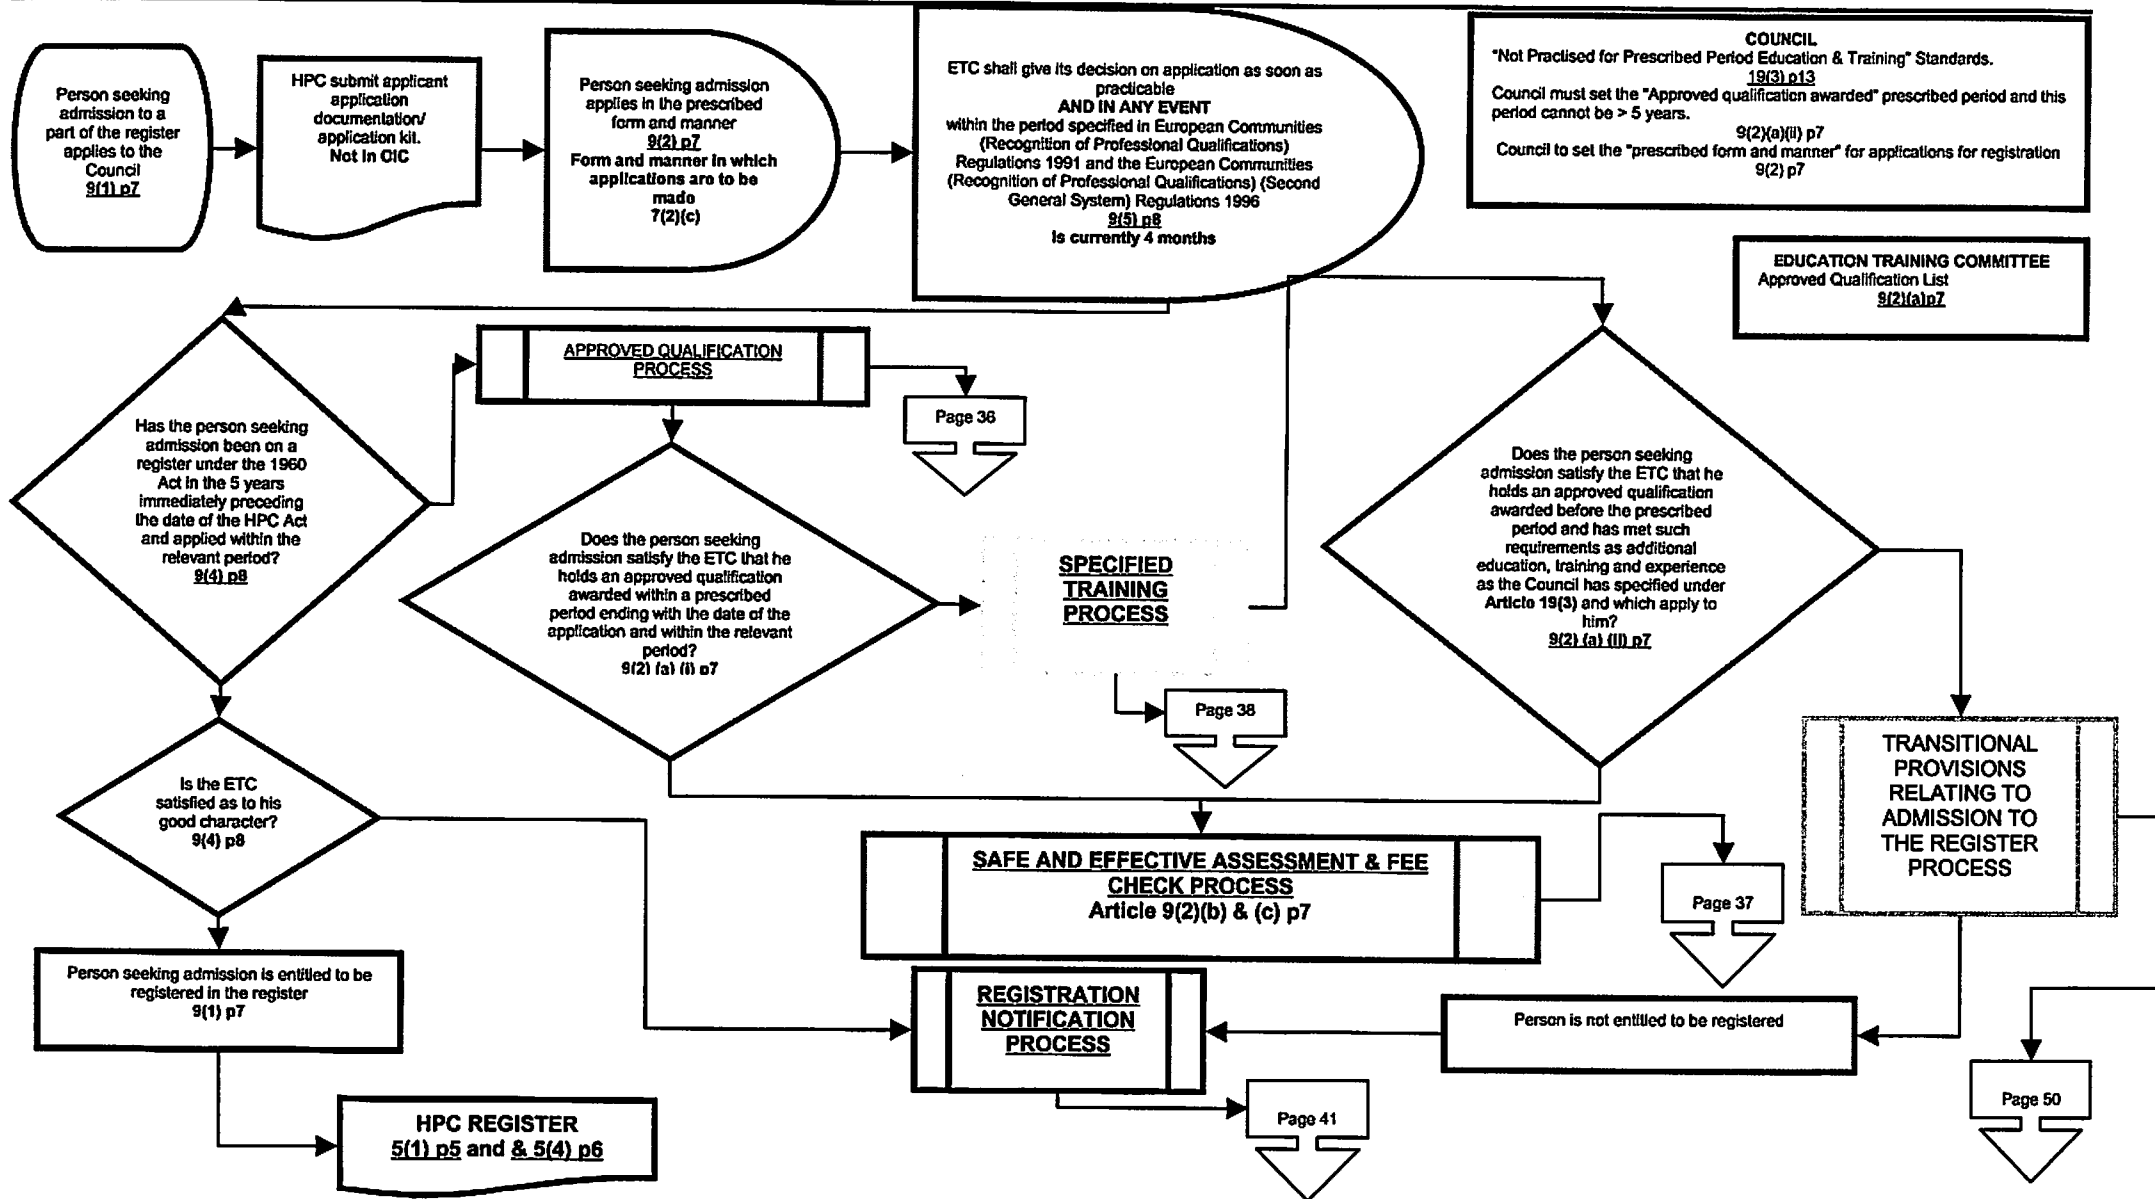 Person seeking
admission to a
part of the register
applies to the
Council
9(1) p7
HPC submit applicant
application
documentation/
application kit.
Not in OIC
Person seeking admission
applies in the prescribed
form and manner
9(2) p7
Form and manner in which
applications are to be
made
7(2)(c)
ETC shall give its decision on application as soon as
practicable
AND IN ANY EVENT
within the period specified in European Communities
(Recognition of Professional Qualifications)
Regulations 1991 and the European Communities
(Recognition of Professional Qualifications) (Second
General System) Regulations 1996
9(5) p8
Is currently 4 months
COUNCIL
"Not Practised for Prescribed Period Education & Training" Standards.
19(3) p13
Council must set the "Approved qualification awarded" prescribed period and this
period cannot be > 5 years.
9(2)(a)(ii) p7
Council to set the "prescribed form and manner" for applications for registration
9(2) p7
EDUCATION TRAINING COMMITTEE
Approved Qualification List
9(2)(a)p7
APPROVED QUALIFICATION
PROCESS
Page 36
Has the person seeking
admission been on a
register under the 1960
Act in the 5 years
immediately preceding
the date of the HPC Act
and applied within the
relevant period?
9(4) p8
Does the person seeking
admission satisfy the ETC that he
holds an approved qualification
awarded within a prescribed
period ending with the date of the
application and within the relevant
period?
9(2) (a) (i) p7
SPECIFIED
TRAINING
PROCESS
Page 38
Does the person seeking
admission satisfy the ETC that he
holds an approved qualification
awarded before the prescribed
period and has met such
requirements as additional
education, training and experience
as the Council has specified under
Article 19(3) and which apply to
him?
9(2) (a) (ii) p7
TRANSITIONAL
PROVISIONS
RELATING TO
ADMISSION TO
THE REGISTER
PROCESS
Is the ETC
satisfied as to his
good character?
9(4) p8
SAFE AND EFFECTIVE ASSESSMENT & FEE
CHECK PROCESS
Article 9(2)(b) & (c) p7
Page 37
Person seeking admission is entitled to be
registered in the register
9(1) p7
REGISTRATION
NOTIFICATION
PROCESS
Person is not entitled to be registered
Page 41
Page 50
HPC REGISTER
5(1) p5 and & 5(4) p6